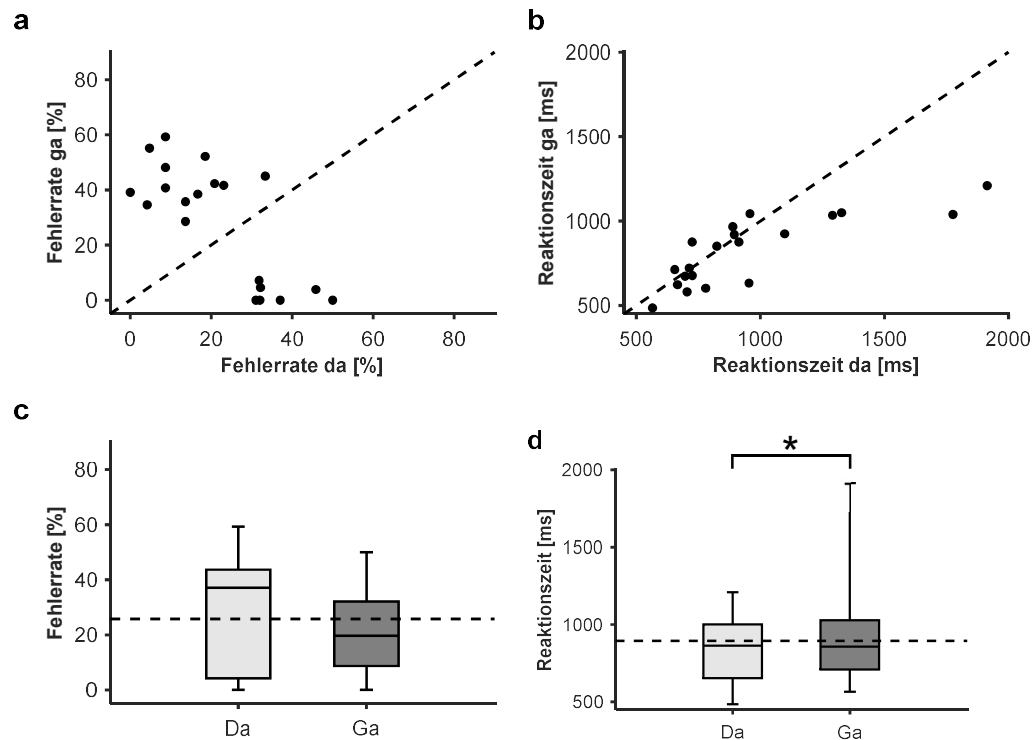 a
80
60
40
20
0
Fehlerrate ga [%]
0 20 40 60 80
Fehlerrate da [%]
b
2000
1500
1000
500
Reaktionszeit ga [ms]
500 1000 1500 2000
Reaktionszeit da [ms]
c
80
60
40
20
0
Fehlerrate [%]
Da Ga
d
*
2000
1500
1000
500
Reaktionszeit [ms]
Da Ga